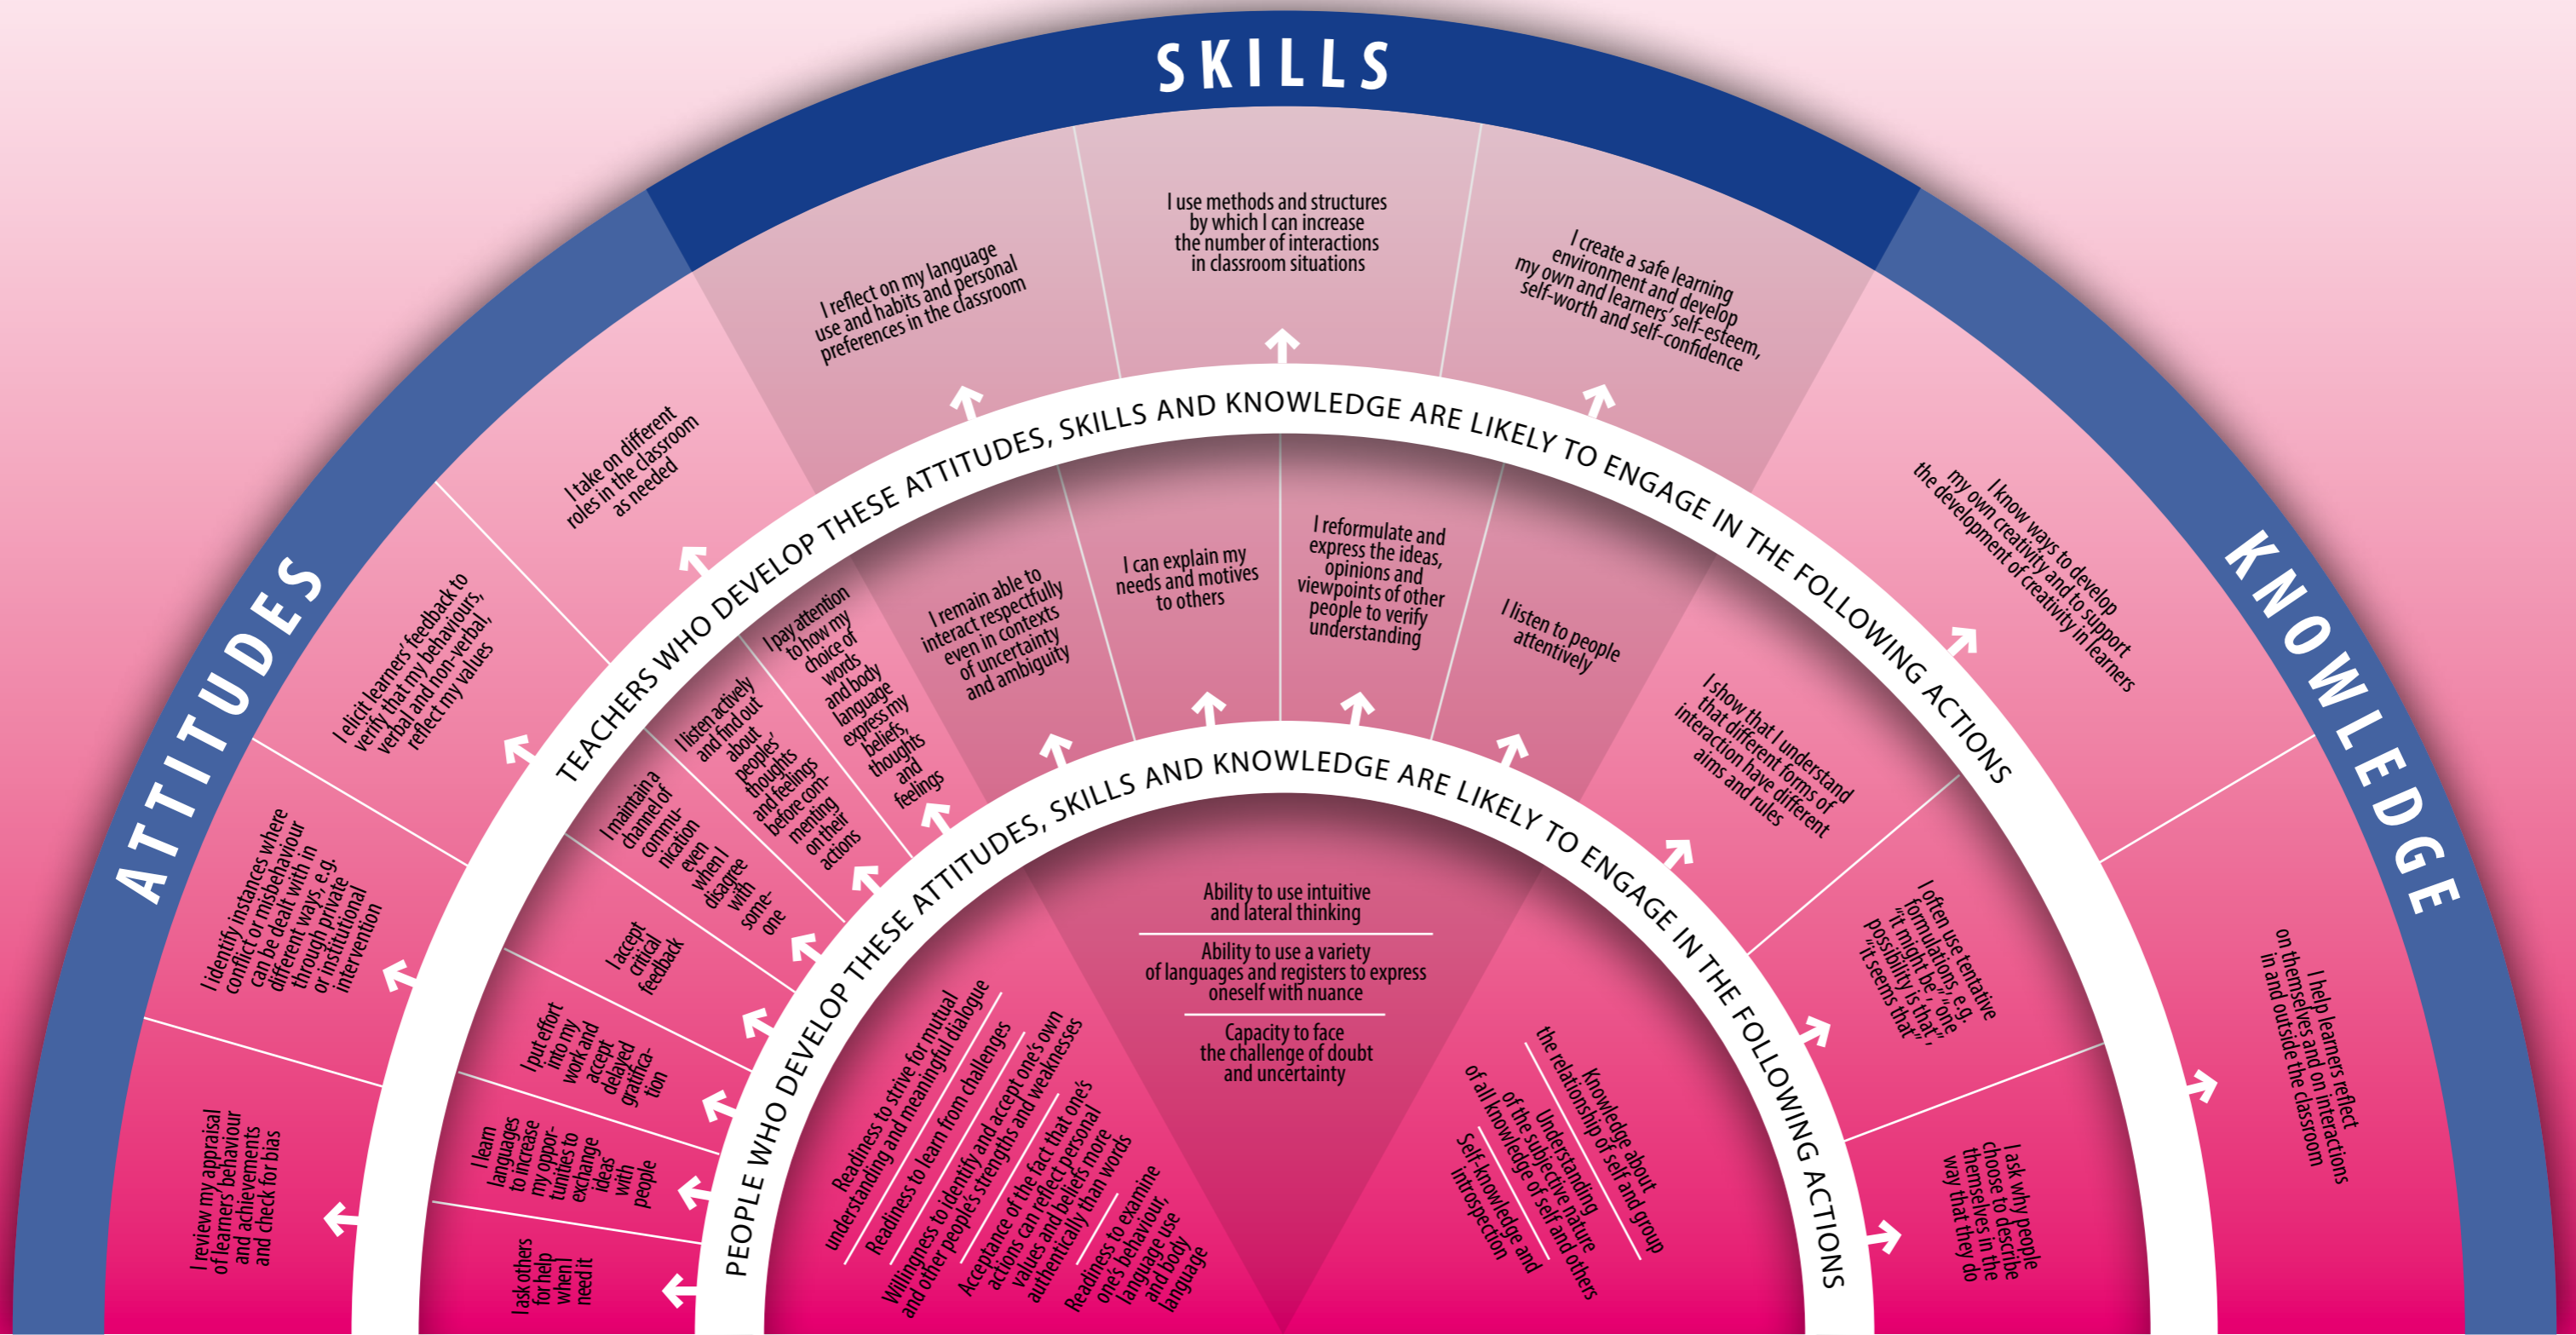 SKILLS
ATTITUDES
KNOWLEDGE
I review my appraisal
of learners' behaviour
and achievements
and check for bias
I identify instances where
conflict or misbehaviour
can be dealt with in
different ways, e.g.
through private
or institutional
intervention
I elicit learners' feedback to
verify that my behaviours,
verbal and non-verbal,
reflect my values
I take on different
roles in the classroom
as needed
I reflect on my language
use and habits and personal
preferences in the classroom
I use methods and structures
by which I can increase
the number of interactions
in classroom situations
I create a safe learning
environment and develop
my own and learners' self-esteem,
self-worth and self-confidence
I know ways to develop
my own creativity and to support
the development of creativity in learners
I help learners reflect
on themselves and on interactions
in and outside the classroom
TEACHERS WHO DEVELOP THESE ATTITUDES, SKILLS AND KNOWLEDGE ARE LIKELY TO ENGAGE IN THE FOLLOWING ACTIONS
I ask others
for help
when I
need it
I learn
languages
to increase
my oppor-
tunities to
exchange
ideas
with
people
I put effort
into my
work and
accept
delayed
gratifica-
tion
I accept
critical
feedback
I maintain a
channel of
commu-
nication
even
when I
disagree
with
some-
one
I listen actively
and find out
about
peoples'
thoughts
and feelings
before com-
menting
on their
actions
I pay attention
to how my
choice of
words
and body
language
express my
beliefs,
thoughts
and
feelings
I remain able to
interact respectfully
even in contexts
of uncertainty
and ambiguity
I can explain my
needs and motives
to others
I reformulate and
express the ideas,
opinions and
viewpoints of other
people to verify
understanding
I listen to people
attentively
I show that I understand
that different forms of
interaction have different
aims and rules
I often use tentative
formulations, e.g.
"it might be", "one
possibility is that",
"it seems that"
I ask why people
choose to describe
themselves in the
way that they do
PEOPLE WHO DEVELOP THESE ATTITUDES, SKILLS AND KNOWLEDGE ARE LIKELY TO ENGAGE IN THE FOLLOWING ACTIONS
Readiness to strive for mutual
understanding and meaningful dialogue
Readiness to learn from challenges
Willingness to identify and accept one's own
and other people's strengths and weaknesses
Acceptance of the fact that one's
actions can reflect personal
values and beliefs more
authentically than words
Readiness to examine
one's behaviour,
language use
and body
language
Ability to use intuitive
and lateral thinking
Ability to use a variety
of languages and registers to express
oneself with nuance
Capacity to face
the challenge of doubt
and uncertainty
Knowledge about
the relationship of self and group
Understanding
of the subjective nature
of all knowledge of self and others
Self-knowledge and
introspection